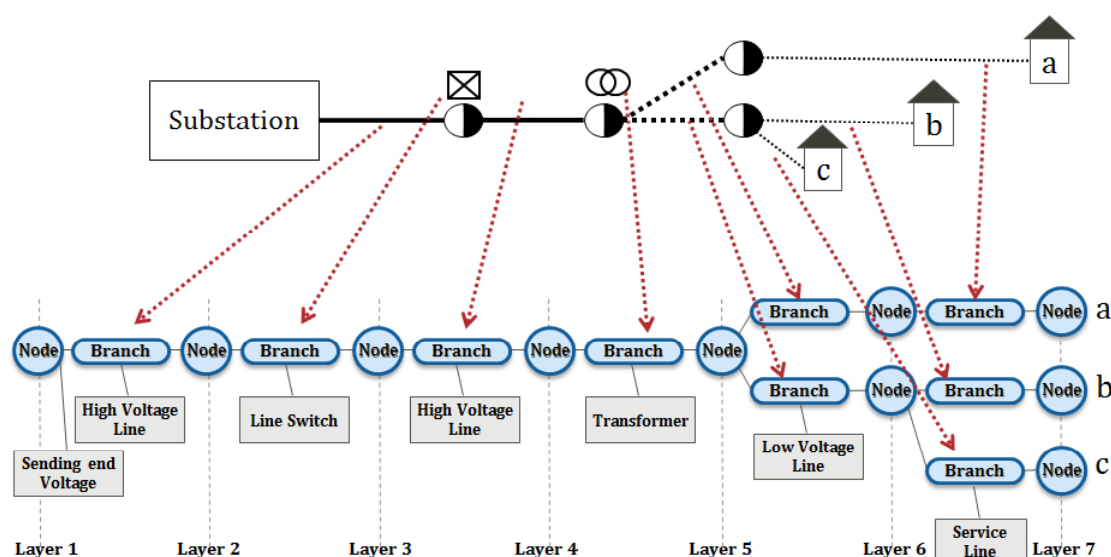 Substation
a
b
c
Node Branch Node Branch Node Branch Node Branch Node Branch Node Branch Node a
Branch Node Branch Node b
Branch Node c
High Voltage
Line
Line Switch
High Voltage
Line
Transformer
Low Voltage
Line
Sending end
Voltage
Service
Line
Layer 1 Layer 2 Layer 3 Layer 4 Layer 5 Layer 6 Layer 7